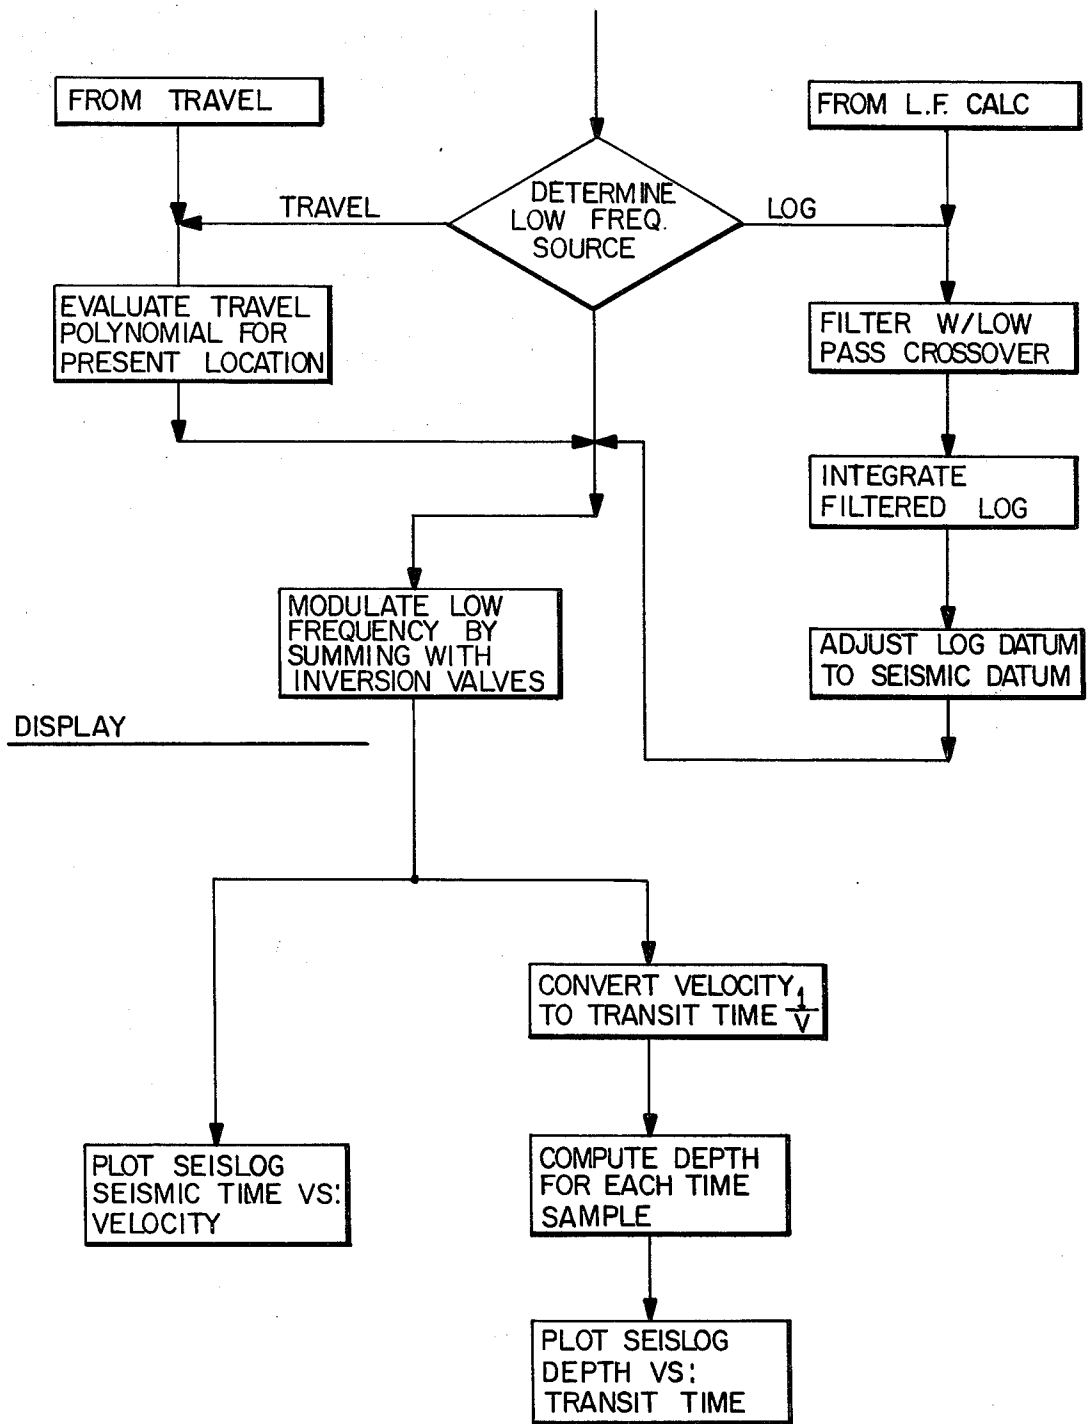 FROM TRAVEL
FROM L.F. CALC
DETERMINE
LOW FREQ.
SOURCE
TRAVEL
LOG
EVALUATE TRAVEL
POLYNOMIAL FOR
PRESENT LOCATION
FILTER W/LOW
PASS CROSSOVER
INTEGRATE
FILTERED LOG
MODULATE LOW
FREQUENCY BY
SUMMING WITH
INVERSION VALVES
ADJUST LOG DATUM
TO SEISMIC DATUM
DISPLAY
CONVERT VELOCITY
TO TRANSIT TIME 1/V
PLOT SEISLOG
SEISMIC TIME VS:
VELOCITY
COMPUTE DEPTH
FOR EACH TIME
SAMPLE
PLOT SEISLOG
DEPTH VS:
TRANSIT TIME